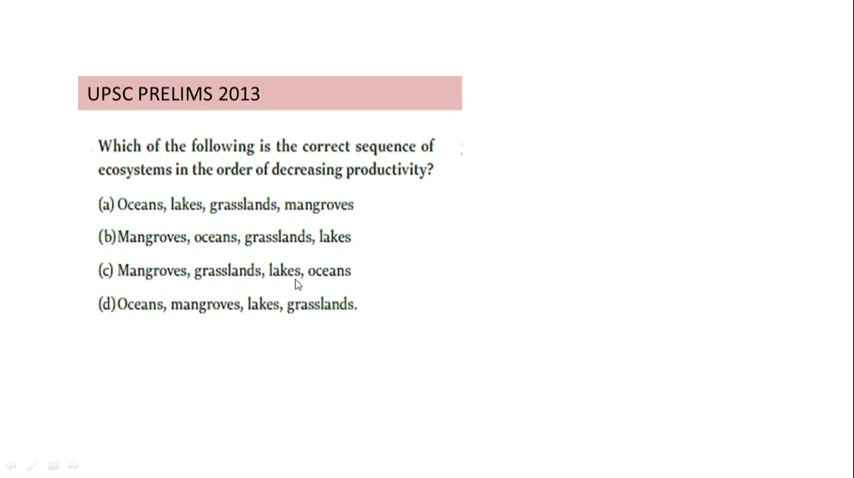 UPSC PRELIMS 2013
Which of the following is the correct sequence of
ecosystems in the order of decreasing productivity?
(a) Oceans, lakes, grasslands, mangroves
(b)Mangroves, oceans, grasslands, lakes
(c) Mangroves, grasslands, lakes, oceans
(d)Oceans, mangroves, lakes, grasslands.